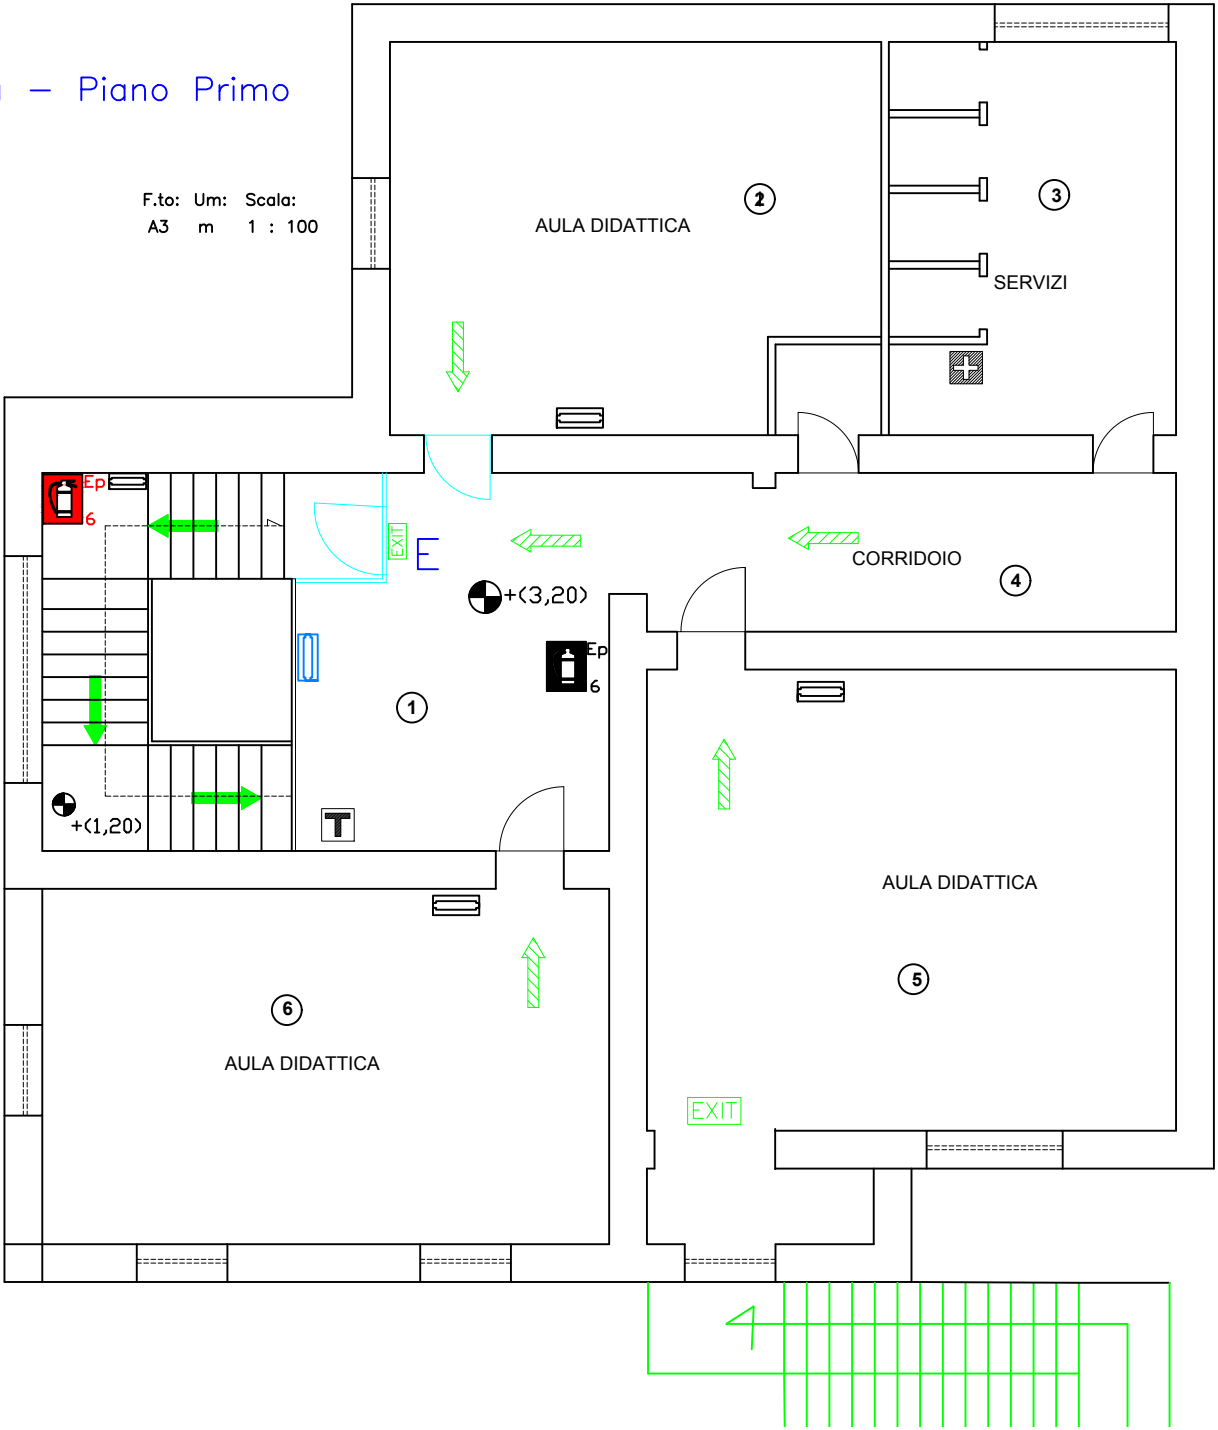 – Piano Primo
F.to: Um: Scala:
A3 m 1 : 100
2
AULA DIDATTICA
3
SERVIZI
Ep
6
EXIT
E
CORRIDOIO
4
+(3,20)
Ep
6
1
+(1,20)
T
AULA DIDATTICA
5
6
AULA DIDATTICA
EXIT